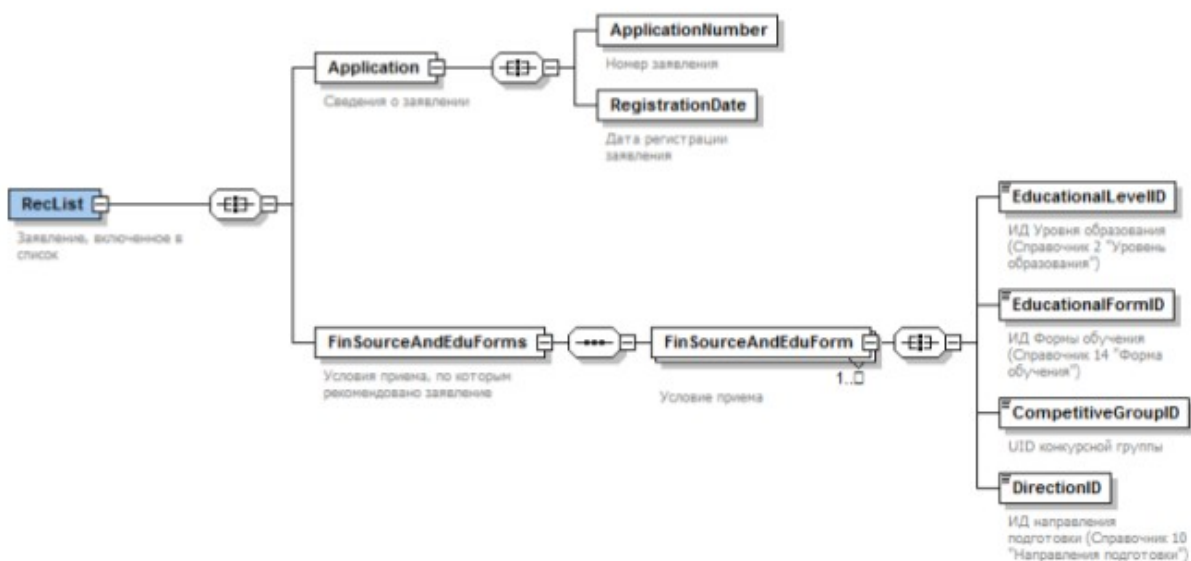 ApplicationNumber
Номер заявления
Application
Сведения о заявлении
RegistrationDate
Дата регистрации
заявления
RecList
Заявление, включенное в
список
EducationalLevelID
ИД Уровня образования
(Справочник 2 "Уровень
образования")
EducationalFormID
ИД Формы обучения
(Справочник 14 "Форма
обучения")
FinSourceAndEduForms
Условия приема, по которым
рекомендовано заявление
FinSourceAndEduForm
1..
Условие приема
CompetitiveGroupID
UID конкурсной группы
DirectionID
ИД направления
подготовки (Справочник 10
"Направления подготовки")